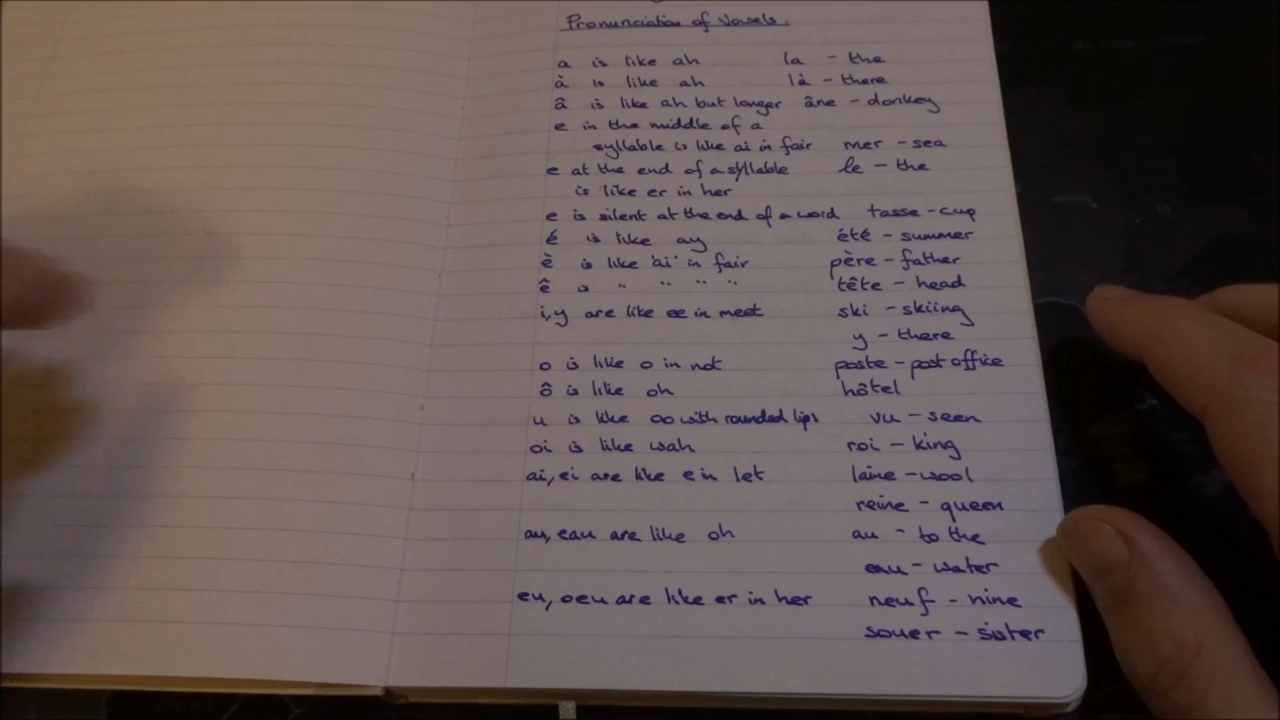 Pronunciation of Vowels.
a is like ah la - the
à is like ah là - there
â is like ah but longer âne - donkey
e in the middle of a
syllable is like ai in fair mer - sea
e at the end of a syllable le - the
is like er in her
e is silent at the end of a word tasse - cup
é is like ay été - summer
è is like 'ai' in fair père - father
ê is " " " " tête - head
i, y are like ee in meet ski - skiing
y - there
o is like o in not poste - post office
ô is like oh hôtel
u is like oo with rounded lips vu - seen
oi is like wah roi - king
ai, ei are like e in let laine - wool
reine - queen
au, eau are like oh au - to the
eau - water
eu, oeu are like er in her neuf - nine
souer - sister